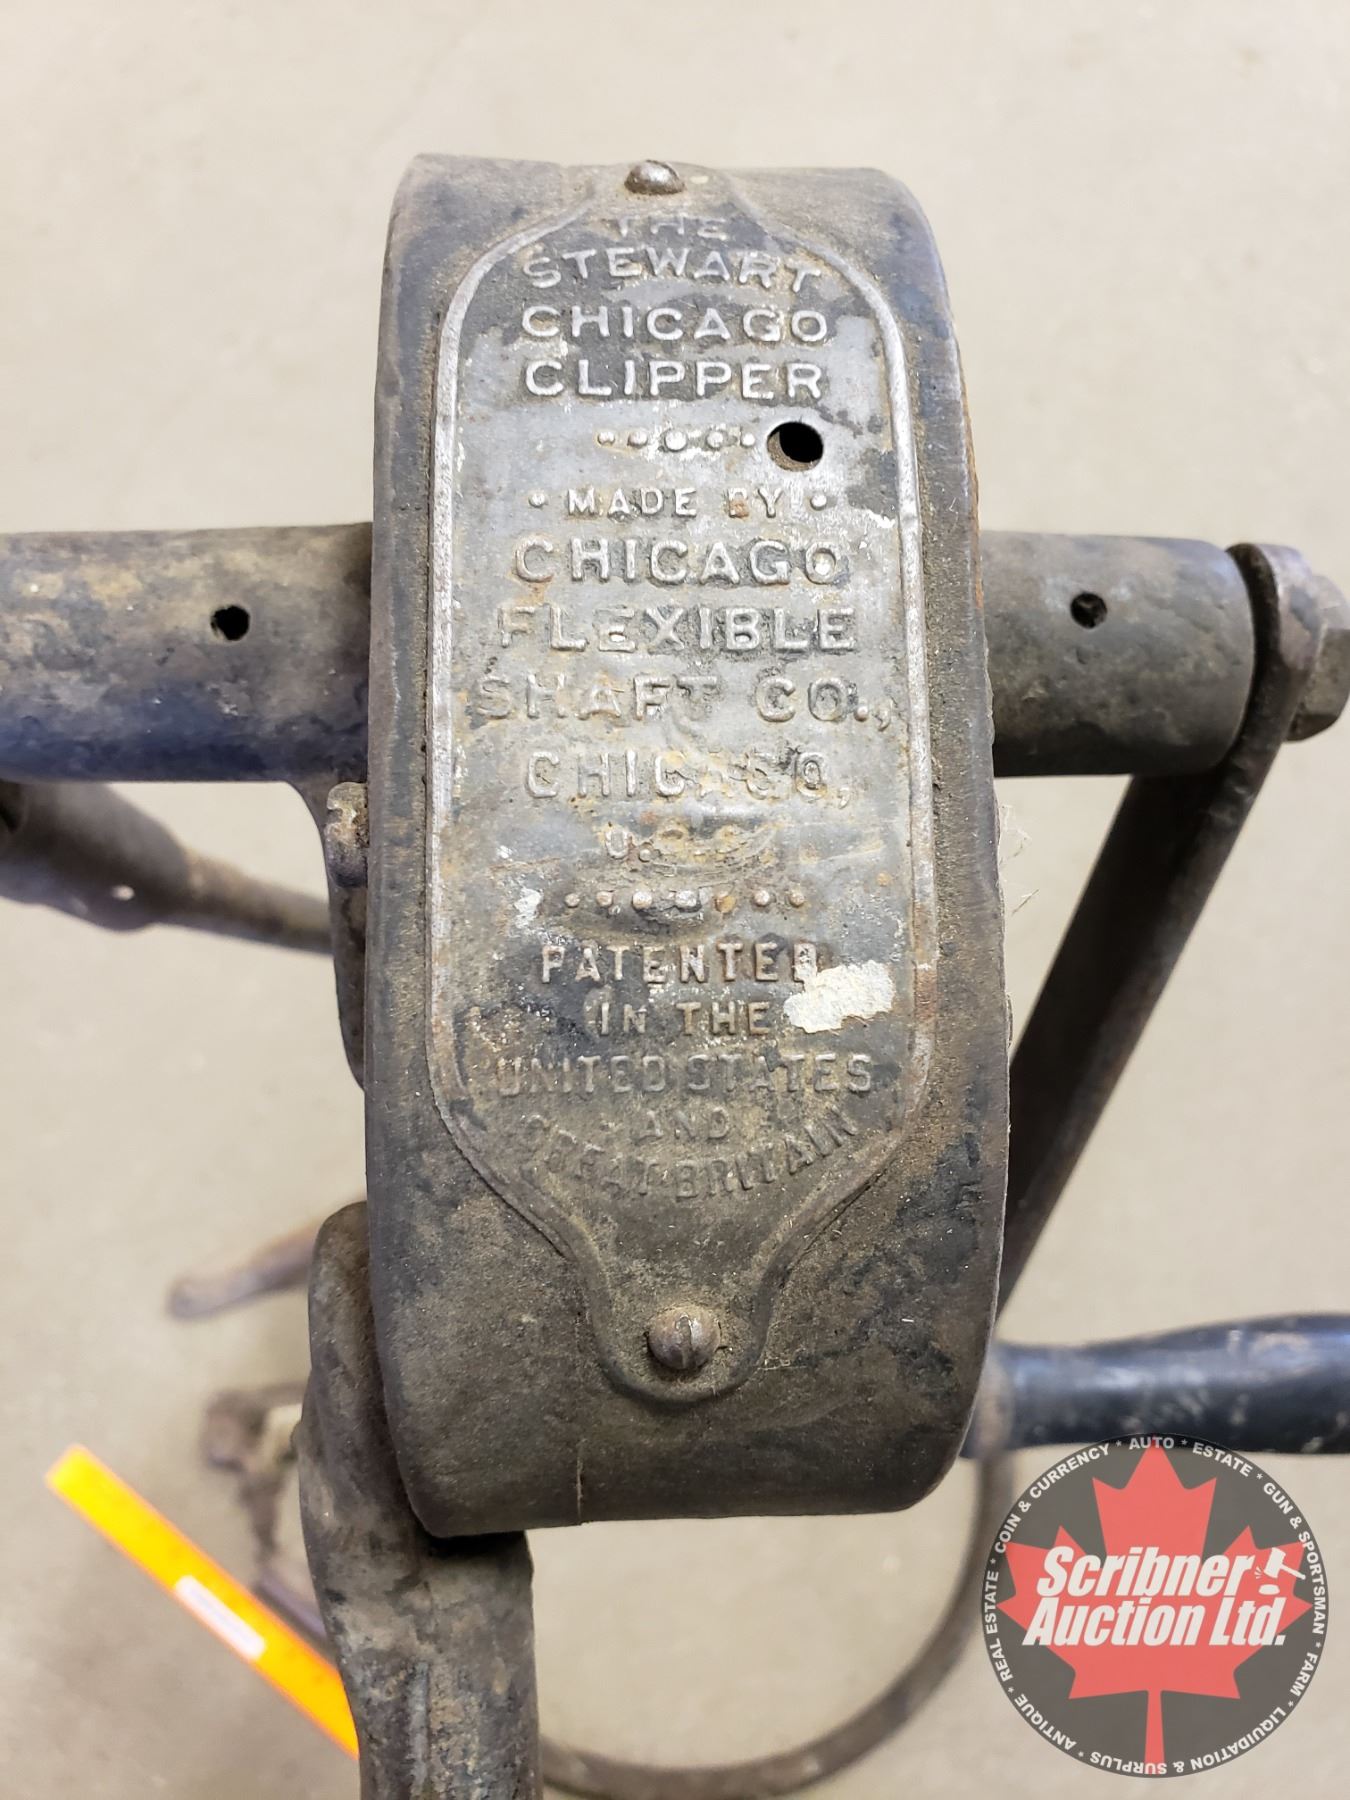 THE
STEWART
CHICAGO
CLIPPER
• MADE BY •
CHICAGO
FLEXIBLE
SHAFT CO.,
CHICAGO,
U.S.A.
PATENTED
IN THE
UNITED STATES
AND
GREAT BRITAIN
Scribner
Auction Ltd.
* ANTIQUE * REAL ESTATE * COIN & CURRENCY * AUTO * ESTATE * GUN & SPORTSMAN * FARM * LIQUIDATION & SURPLUS